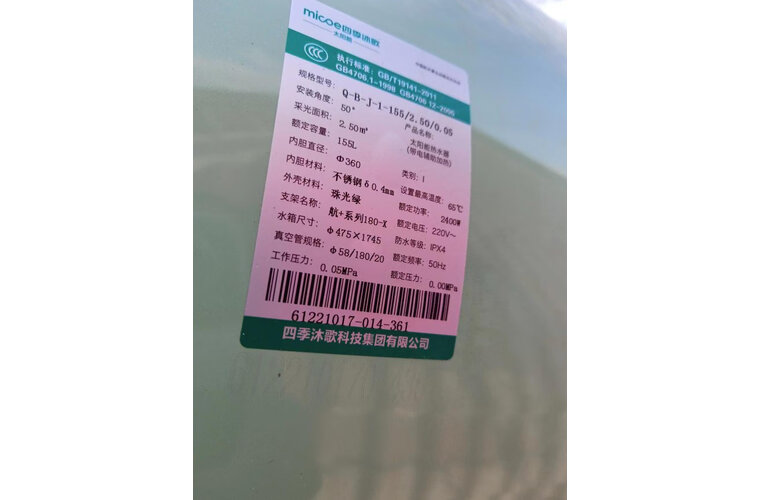 micoe四季沐歌
太阳能
CCC
执行标准：GB/T19141-2011
GB4706.1-1998 GB4706.12-2006
规格型号：Q-B-J-1-155/2.50/0.05
安装角度：50°
产品名称：
采光面积：2.50㎡
太阳能热水器
(带电辅助加热)
额定容量：155L
类别：I
内胆直径：Φ360
设置最高温度：65℃
内胆材料：不锈钢δ0.4mm
额定功率：2400W
外壳材料：珠光绿
额定电压：220V~
支架名称：航+系列180-X
防水等级：IPX4
水箱尺寸：φ475×1745
额定频率：50Hz
真空管规格：φ58/180/20
额定压力：0.00MPa
工作压力：0.05MPa
61221017-014-361
四季沐歌科技集团有限公司